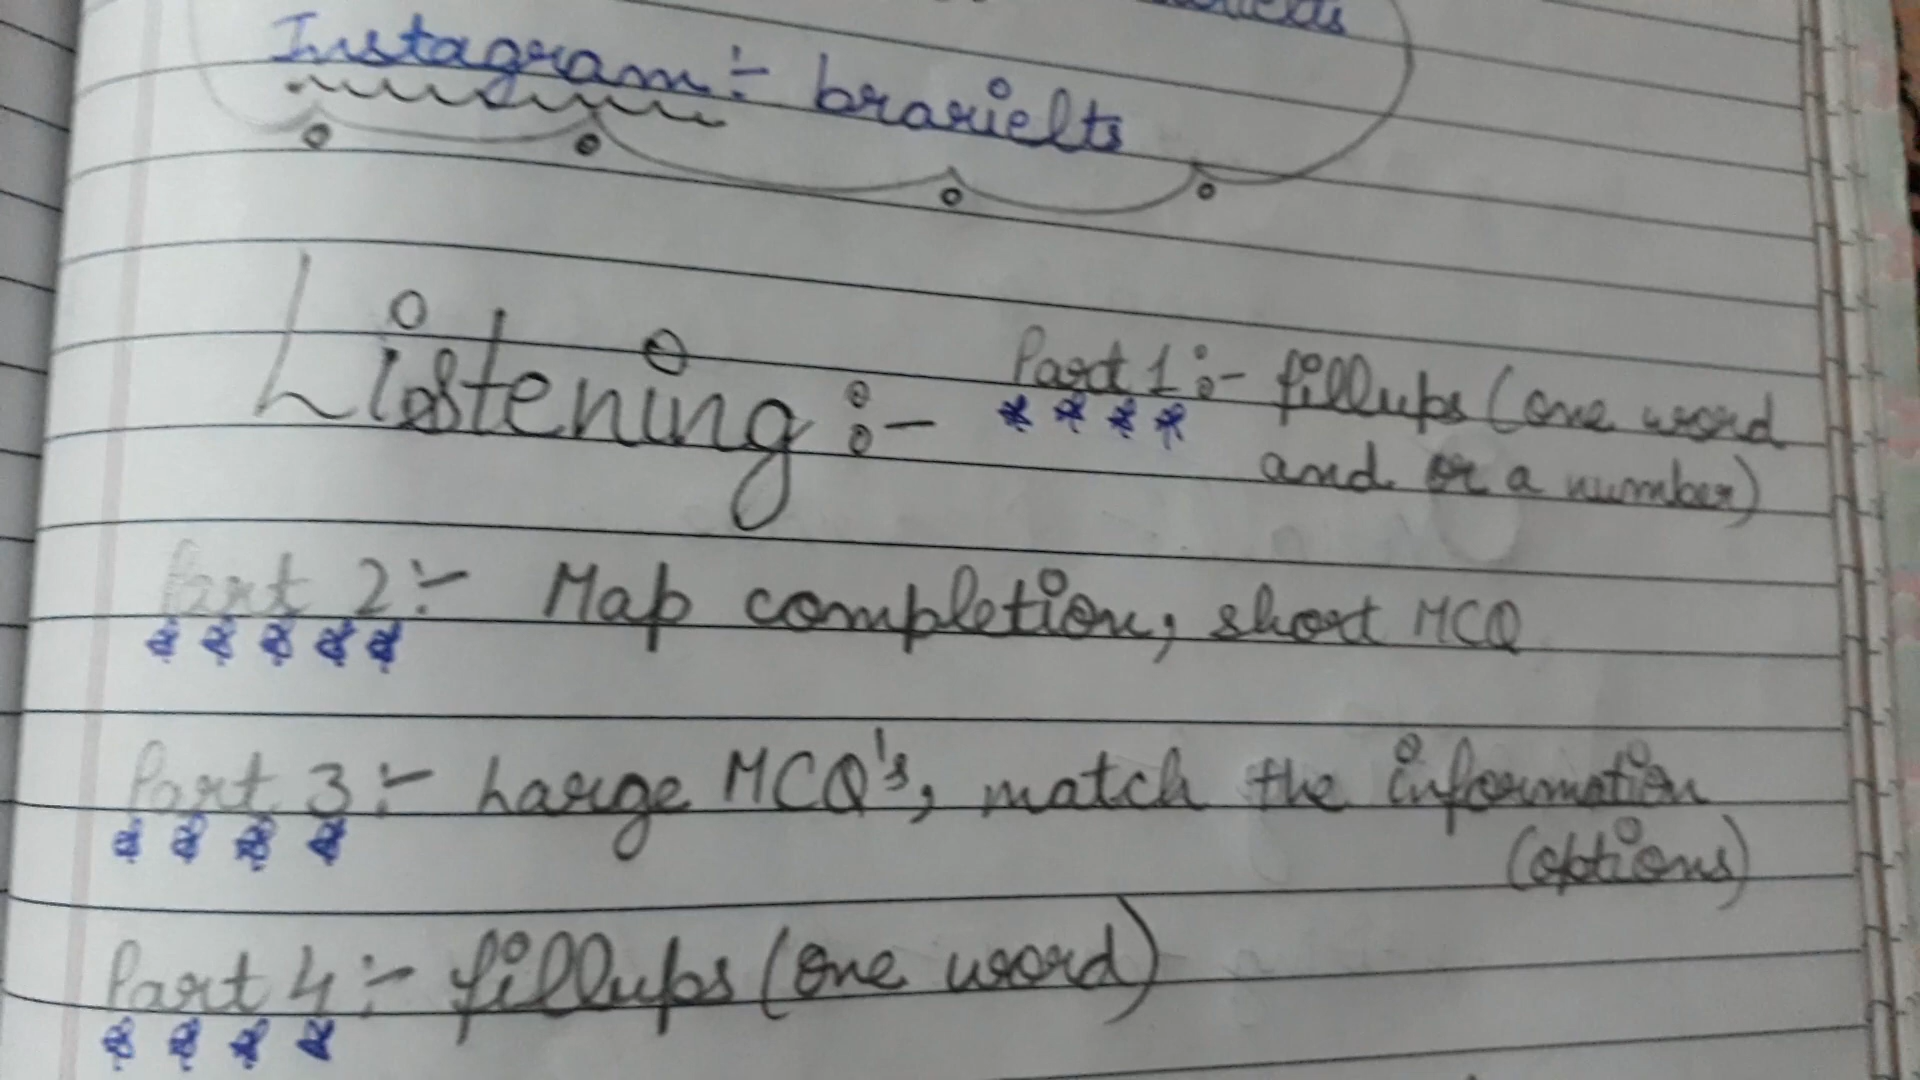 Instagram :- brarielts
Listening :- Part 1 :- fillups (one word
and or a number)
Part 2 :- Map completion, short MCQ
Part 3 :- Large MCQ's, match the information
(options)
Part 4 :- fillups (one word)